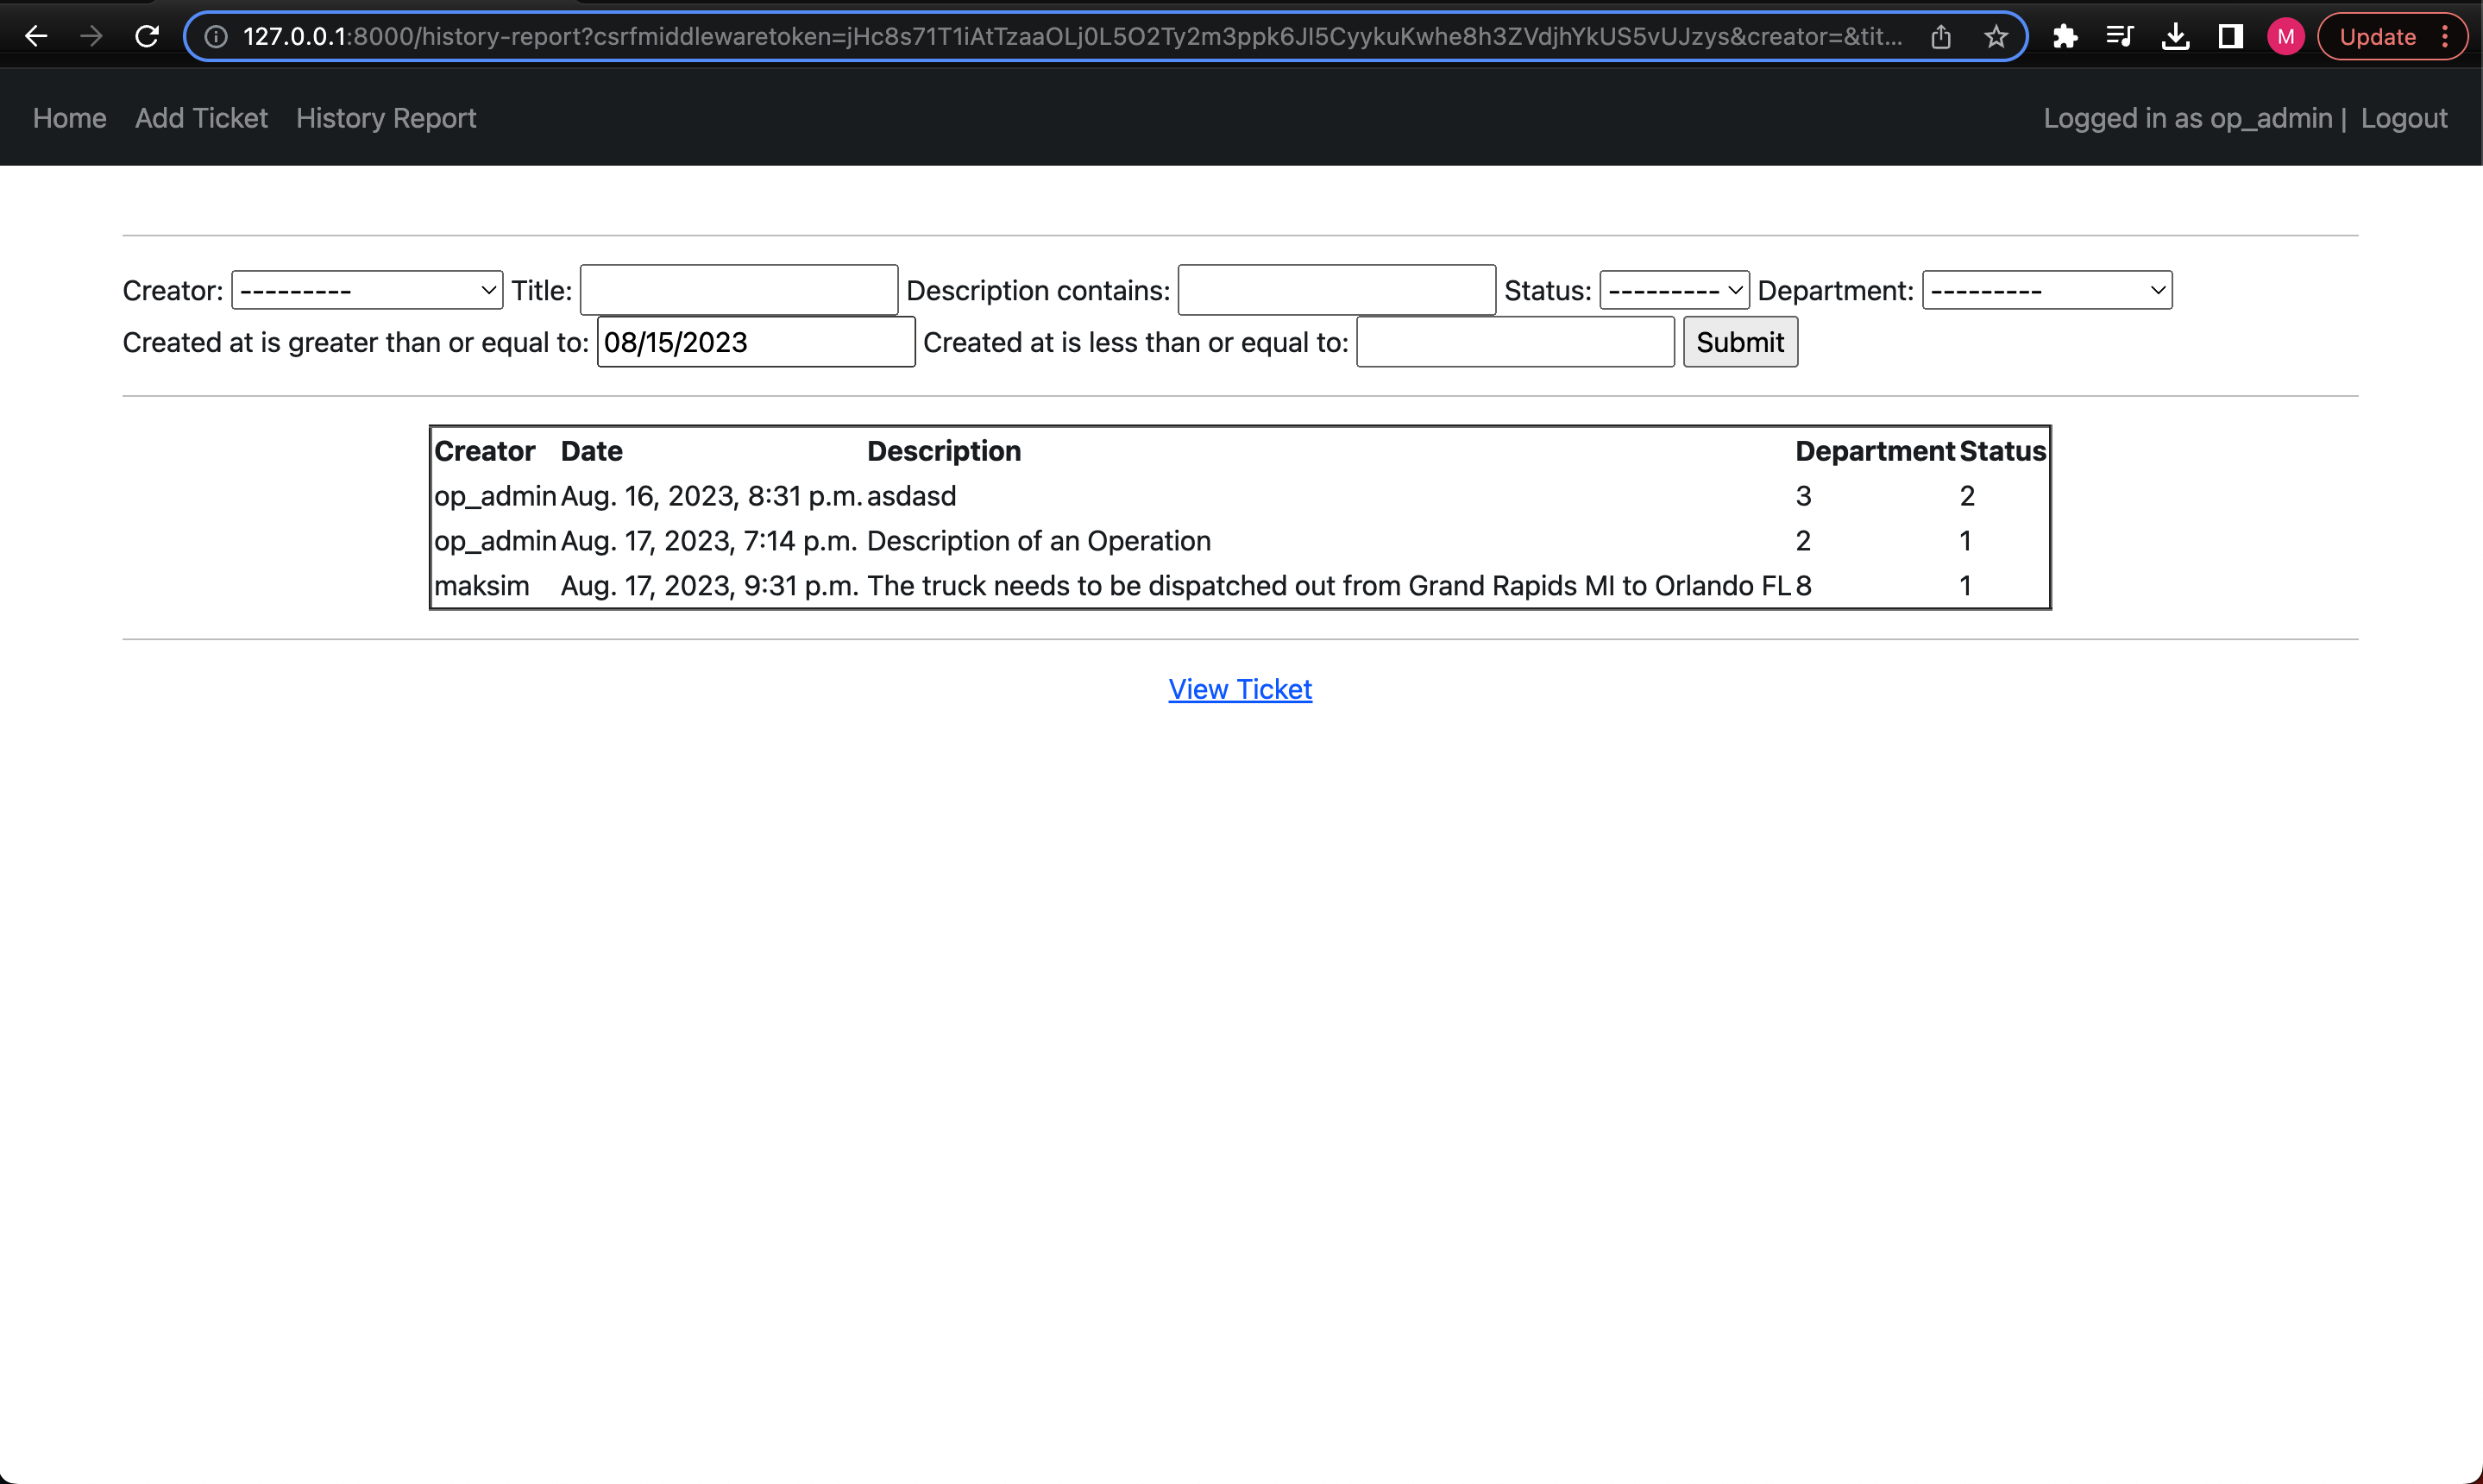 127.0.0.1:8000/history-report?csrfmiddlewaretoken=jHc8s71T1iAtTzaaOLj0L5O2Ty2m3ppk6JI5CyykuKwhe8h3ZVdjhYkUS5vUJzys&creator=&tit... M Update
Home Add Ticket History Report Logged in as op_admin | Logout
Creator: --------- Title: Description contains: Status: --------- Department: ---------
Created at is greater than or equal to: 08/15/2023 Created at is less than or equal to: Submit
Creator Date Description Department Status
op_admin Aug. 16, 2023, 8:31 p.m. asdasd 3 2
op_admin Aug. 17, 2023, 7:14 p.m. Description of an Operation 2 1
maksim Aug. 17, 2023, 9:31 p.m. The truck needs to be dispatched out from Grand Rapids MI to Orlando FL 8 1
View Ticket